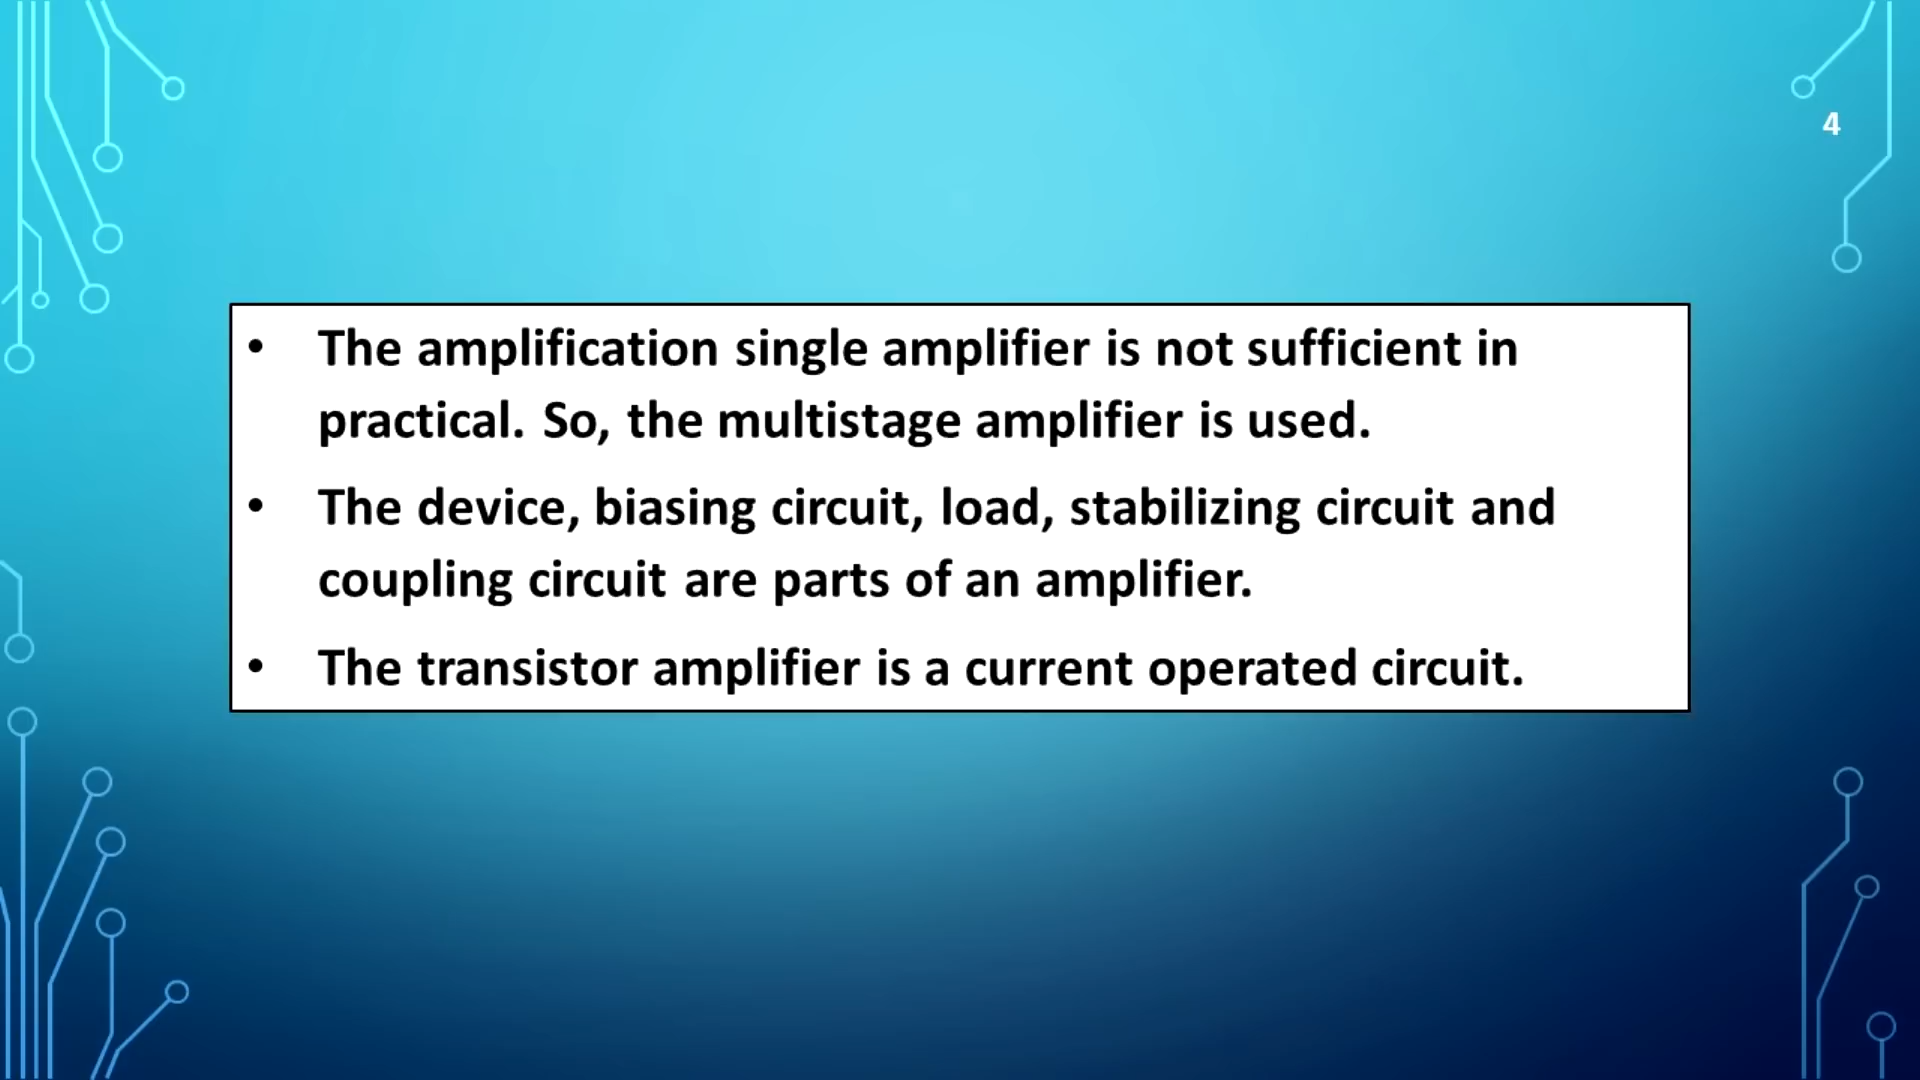 4
• The amplification single amplifier is not sufficient in
practical. So, the multistage amplifier is used.
• The device, biasing circuit, load, stabilizing circuit and
coupling circuit are parts of an amplifier.
• The transistor amplifier is a current operated circuit.